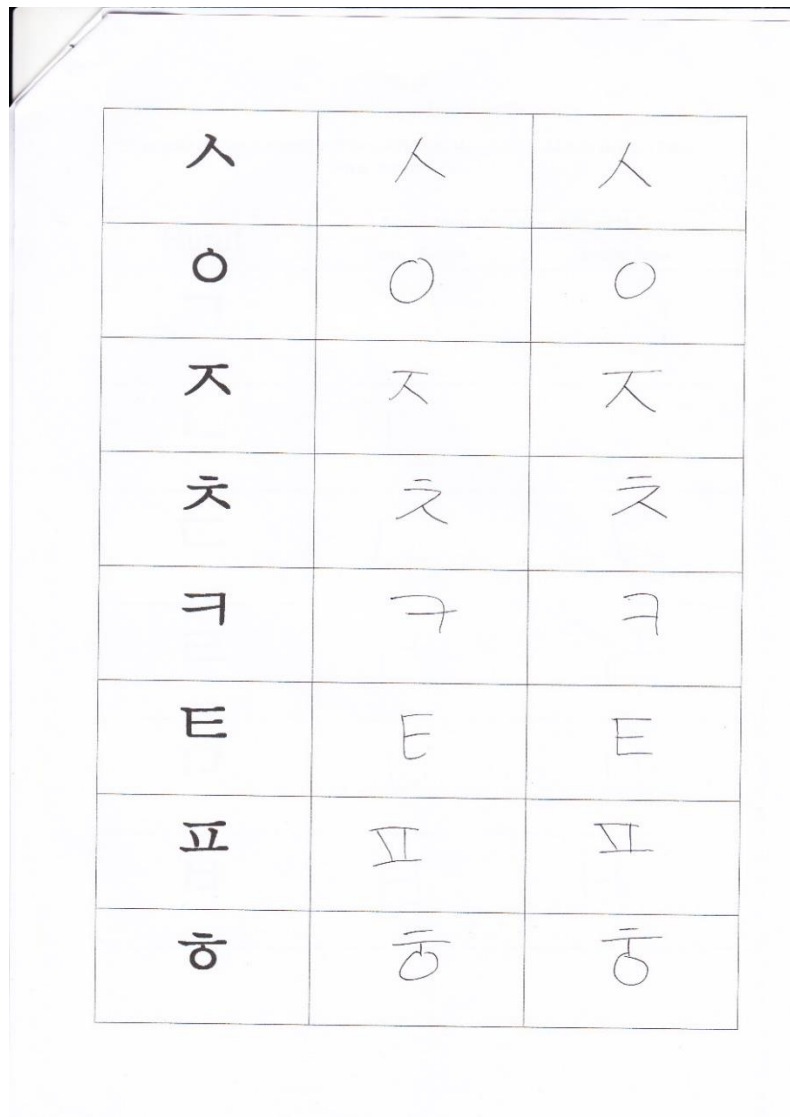 ㅅ ㅅ ㅅ
ㅇ ㅇ ㅇ
ㅈ ㅈ ㅈ
ㅊ ㅊ ㅊ
ㅋ ㅋ ㅋ
ㅌ ㅌ ㅌ
ㅍ ㅍ ㅍ
ㅎ ㅎ ㅎ